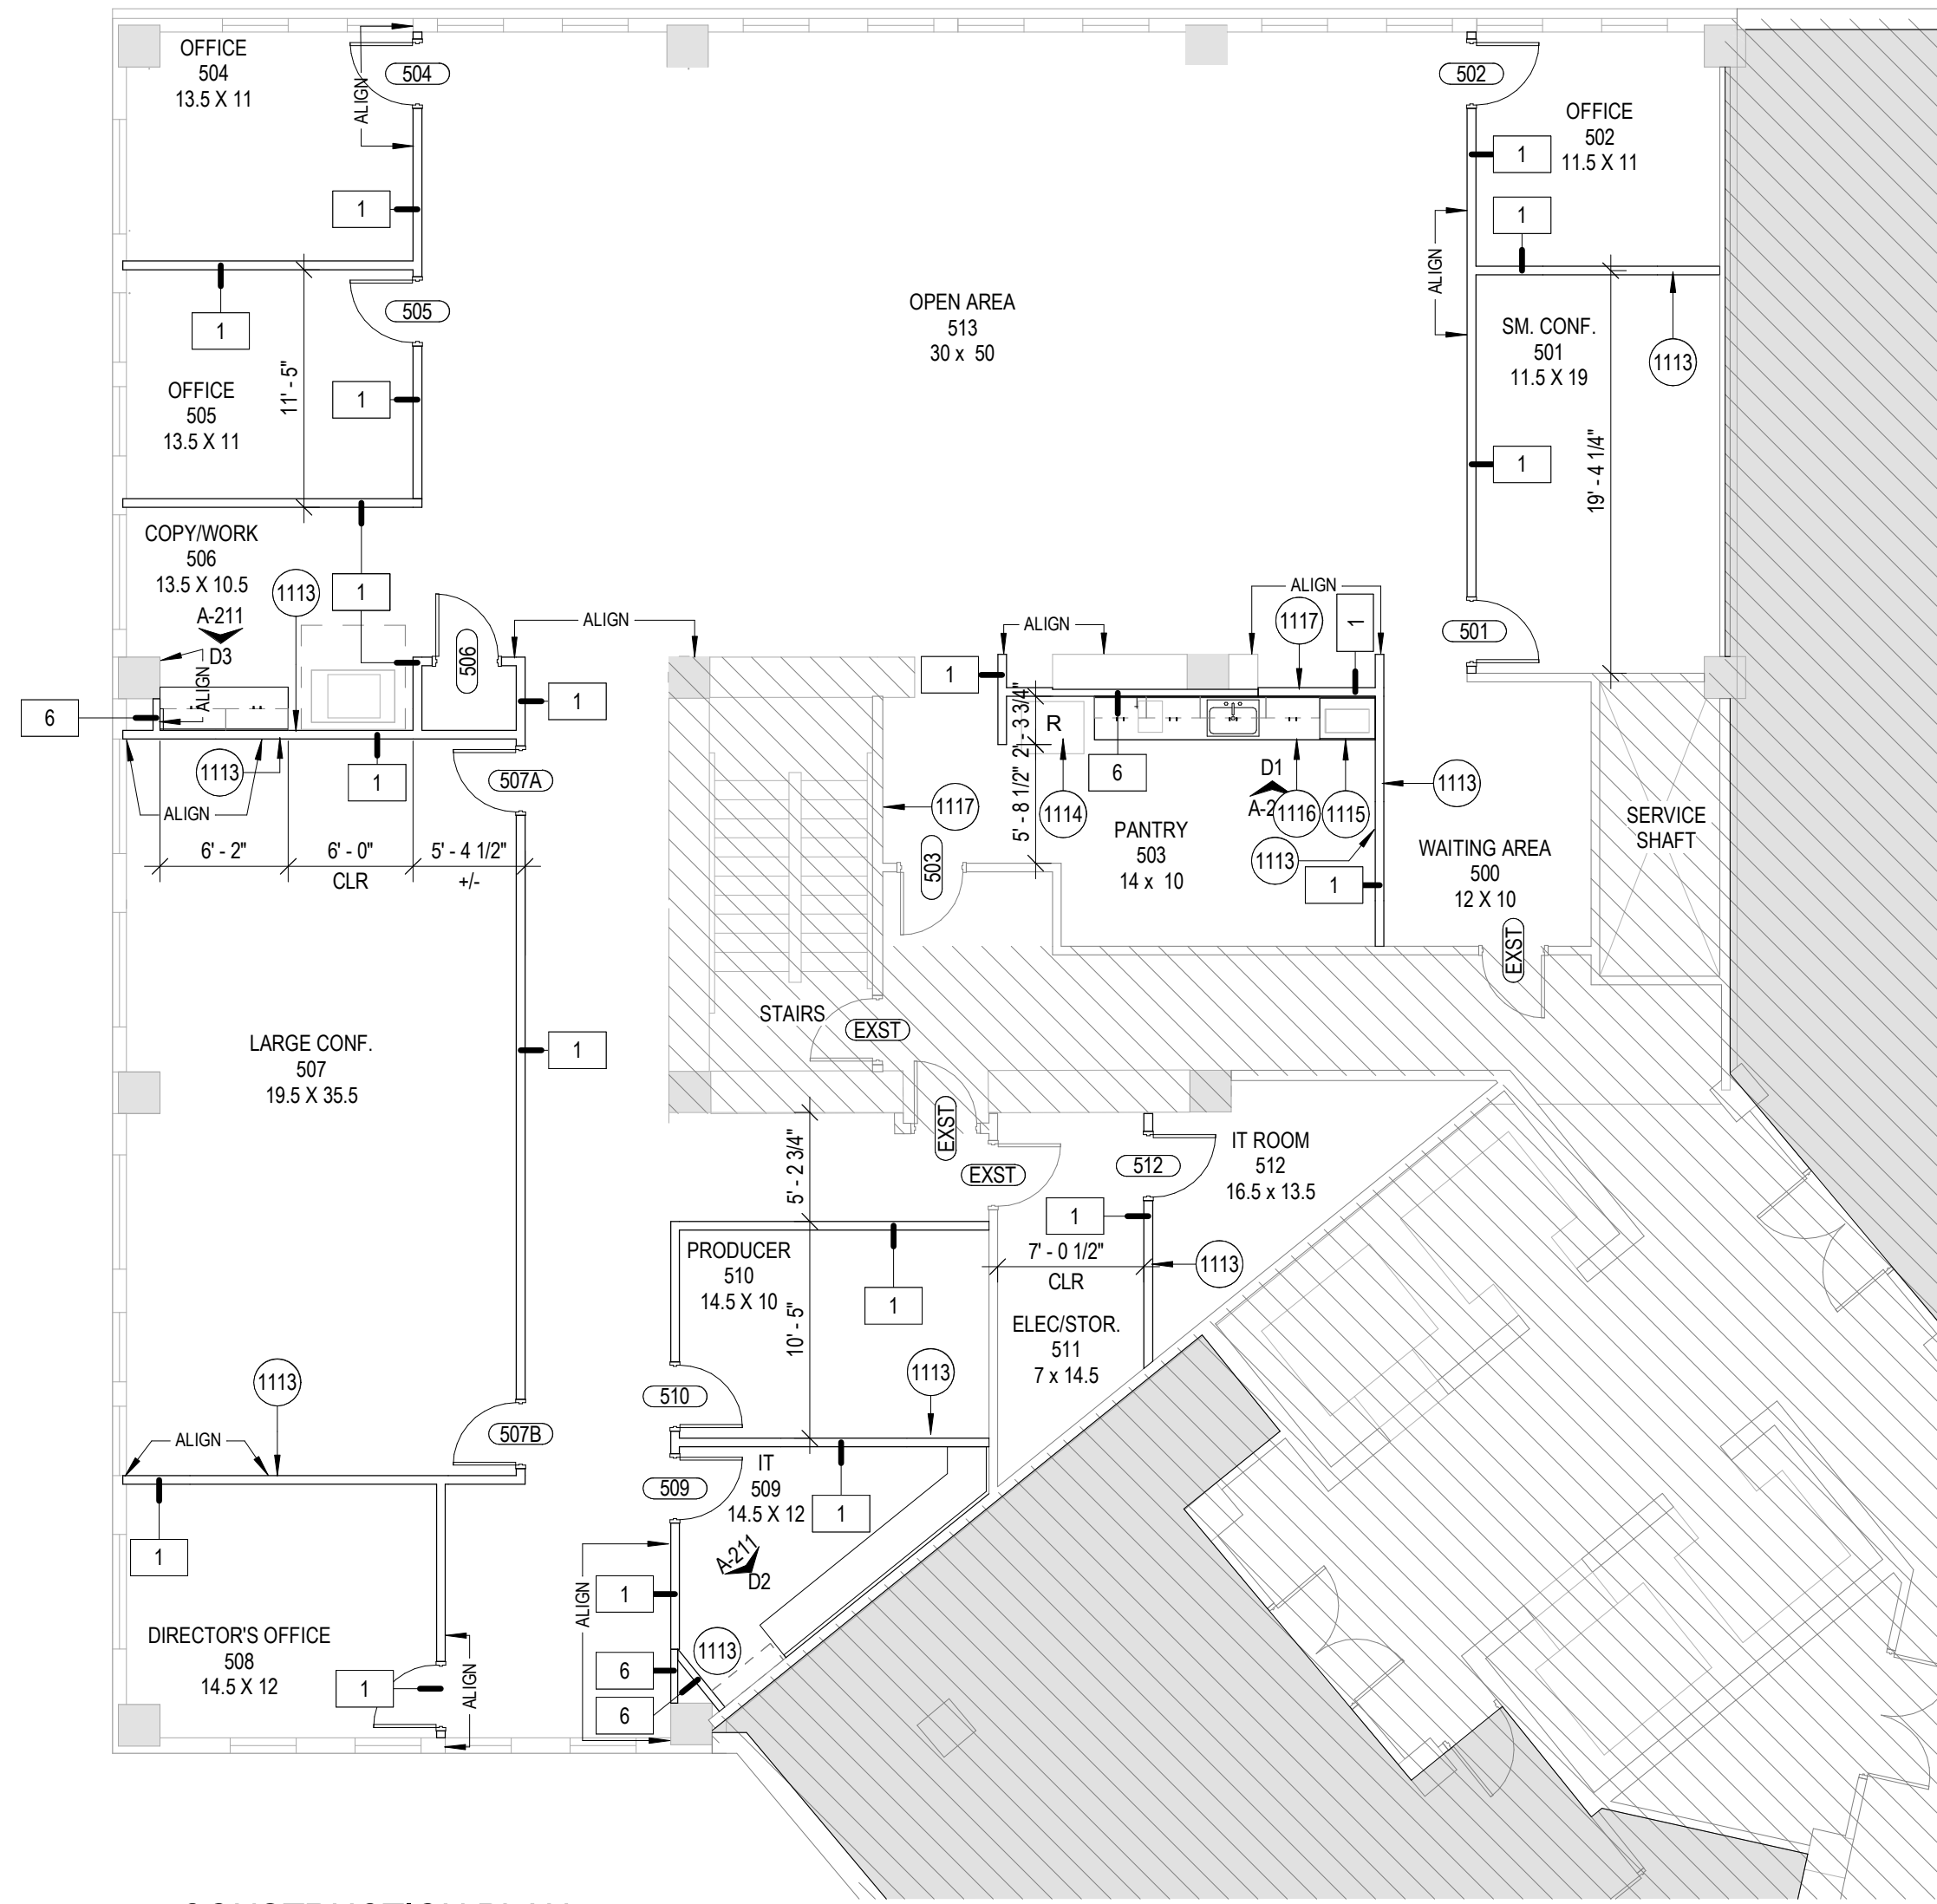 OFFICE
504
13.5 X 11
ALIGN
504
1
502
OFFICE
502
11.5 X 11
1
1
ALIGN
1
505
OFFICE
505
13.5 X 11
11' - 5"
1
OPEN AREA
513
30 x 50
SM. CONF.
501
11.5 X 19
1113
1
19' - 4 1/4"
COPY/WORK
506
13.5 X 10.5
1113
1
A-211
D3
ALIGN
506
ALIGN
6
1
1113
1
507A
ALIGN
6' - 2"
6' - 0"
CLR
5' - 4 1/2"
+/-
ALIGN
ALIGN
1117
1
501
1
2' - 3 3/4"
R
5' - 8 1/2"
6
D1
A-2
1117
1114
1116
1115
1113
503
PANTRY
503
14 x 10
1113
1
WAITING AREA
500
12 X 10
SERVICE
SHAFT
EXST
STAIRS
EXST
LARGE CONF.
507
19.5 X 35.5
1
EXST
EXST
5' - 2 3/4"
512
IT ROOM
512
16.5 x 13.5
1
PRODUCER
510
14.5 X 10
10' - 5"
1
7' - 0 1/2"
CLR
1113
ELEC/STOR.
511
7 x 14.5
1113
510
1113
ALIGN
507B
IT
509
14.5 X 12
509
1
1
A-211
D2
ALIGN
1
1113
6
6
DIRECTOR'S OFFICE
508
14.5 X 12
1
ALIGN